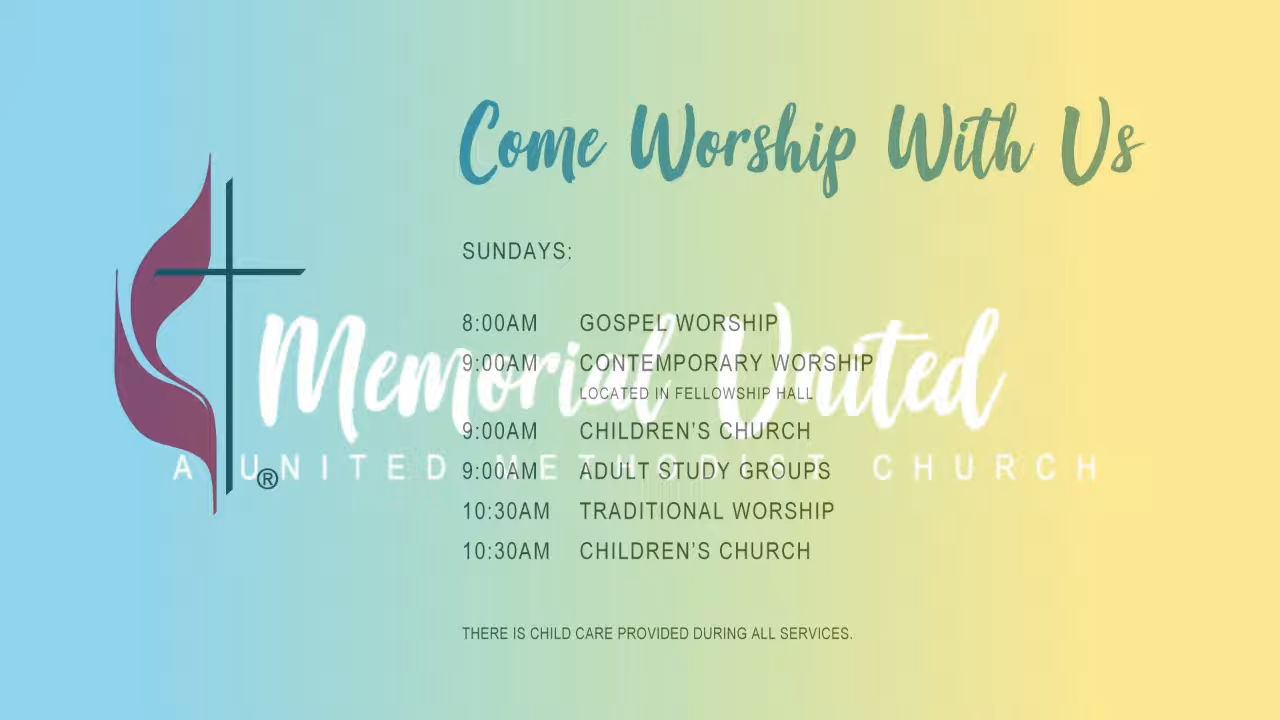 Come Worship With Us
SUNDAYS:
8:00AM GOSPEL WORSHIP
9:00AM CONTEMPORARY WORSHIP
LOCATED IN FELLOWSHIP HALL
9:00AM CHILDREN'S CHURCH
9:00AM ADULT STUDY GROUPS
10:30AM TRADITIONAL WORSHIP
10:30AM CHILDREN'S CHURCH
THERE IS CHILD CARE PROVIDED DURING ALL SERVICES.
Memorial United
A UNITED METHODIST CHURCH
®